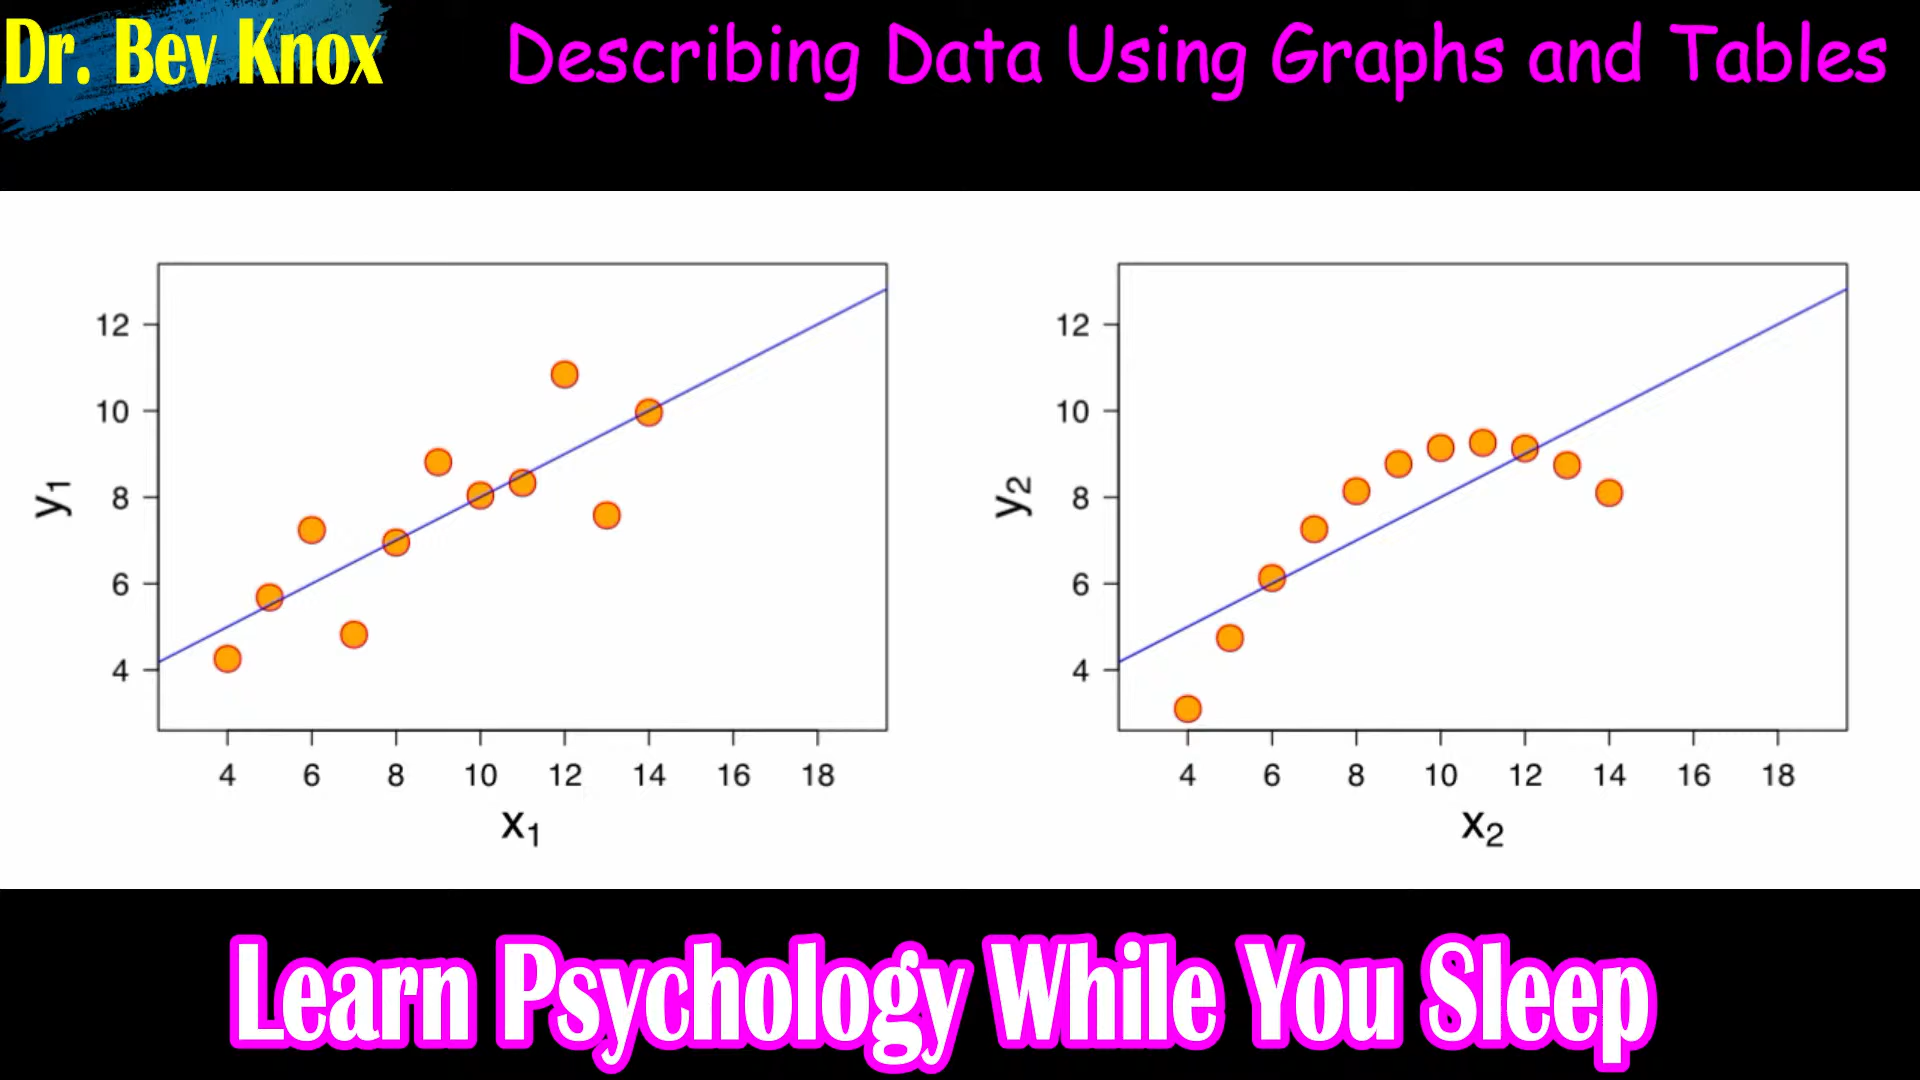 Dr. Bev Knox
Describing Data Using Graphs and Tables
12
10
8
6
4
y1
4 6 8 10 12 14 16 18
x1
12
10
8
6
4
y2
4 6 8 10 12 14 16 18
x2
Learn Psychology While You Sleep